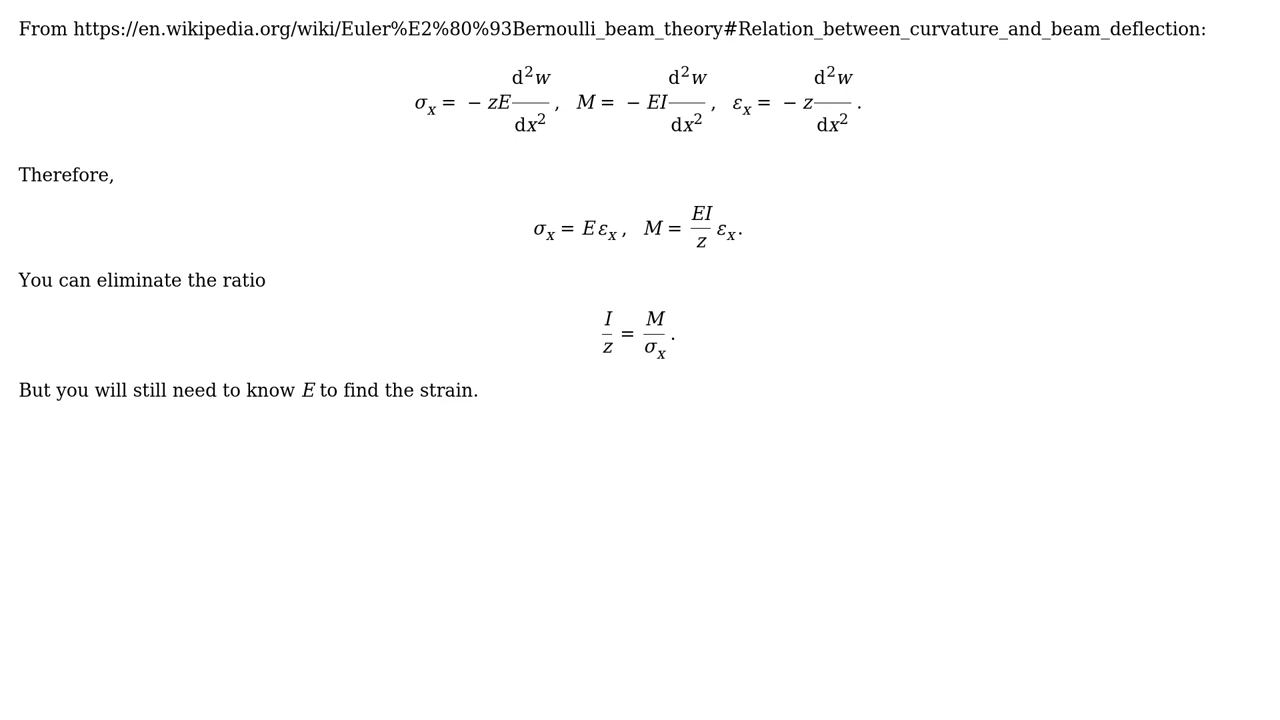 From https://en.wikipedia.org/wiki/Euler%E2%80%93Bernoulli_beam_theory#Relation_between_curvature_and_beam_deflection:
σ_x = − zE d²w/dx² , M = − EI d²w/dx² , ε_x = − z d²w/dx² .
Therefore,
σ_x = E ε_x , M = EI/z ε_x .
You can eliminate the ratio
I/z = M/σ_x .
But you will still need to know E to find the strain.